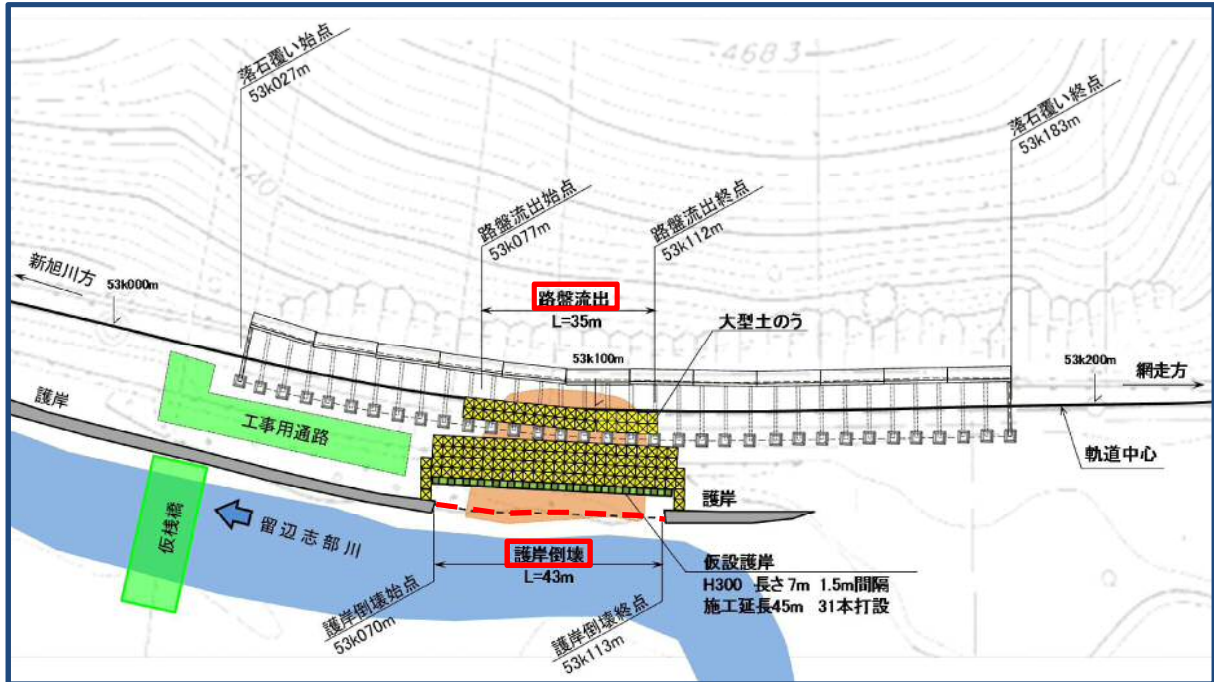 4683
落石覆い始点
53k027m
落石覆い終点
53k183m
440
路盤流出始点
53k077m
路盤流出終点
53k112m
新旭川方
53k000m
路盤流出
L=35m
大型土のう
53k100m
53k200m
網走方
護岸
工事用通路
軌道中心
仮桟橋
留辺志部川
護岸
護岸倒壊
L=43m
仮設護岸
H300 長さ7m 1.5m間隔
施工延長45m 31本打設
護岸倒壊始点
53k070m
護岸倒壊終点
53k113m